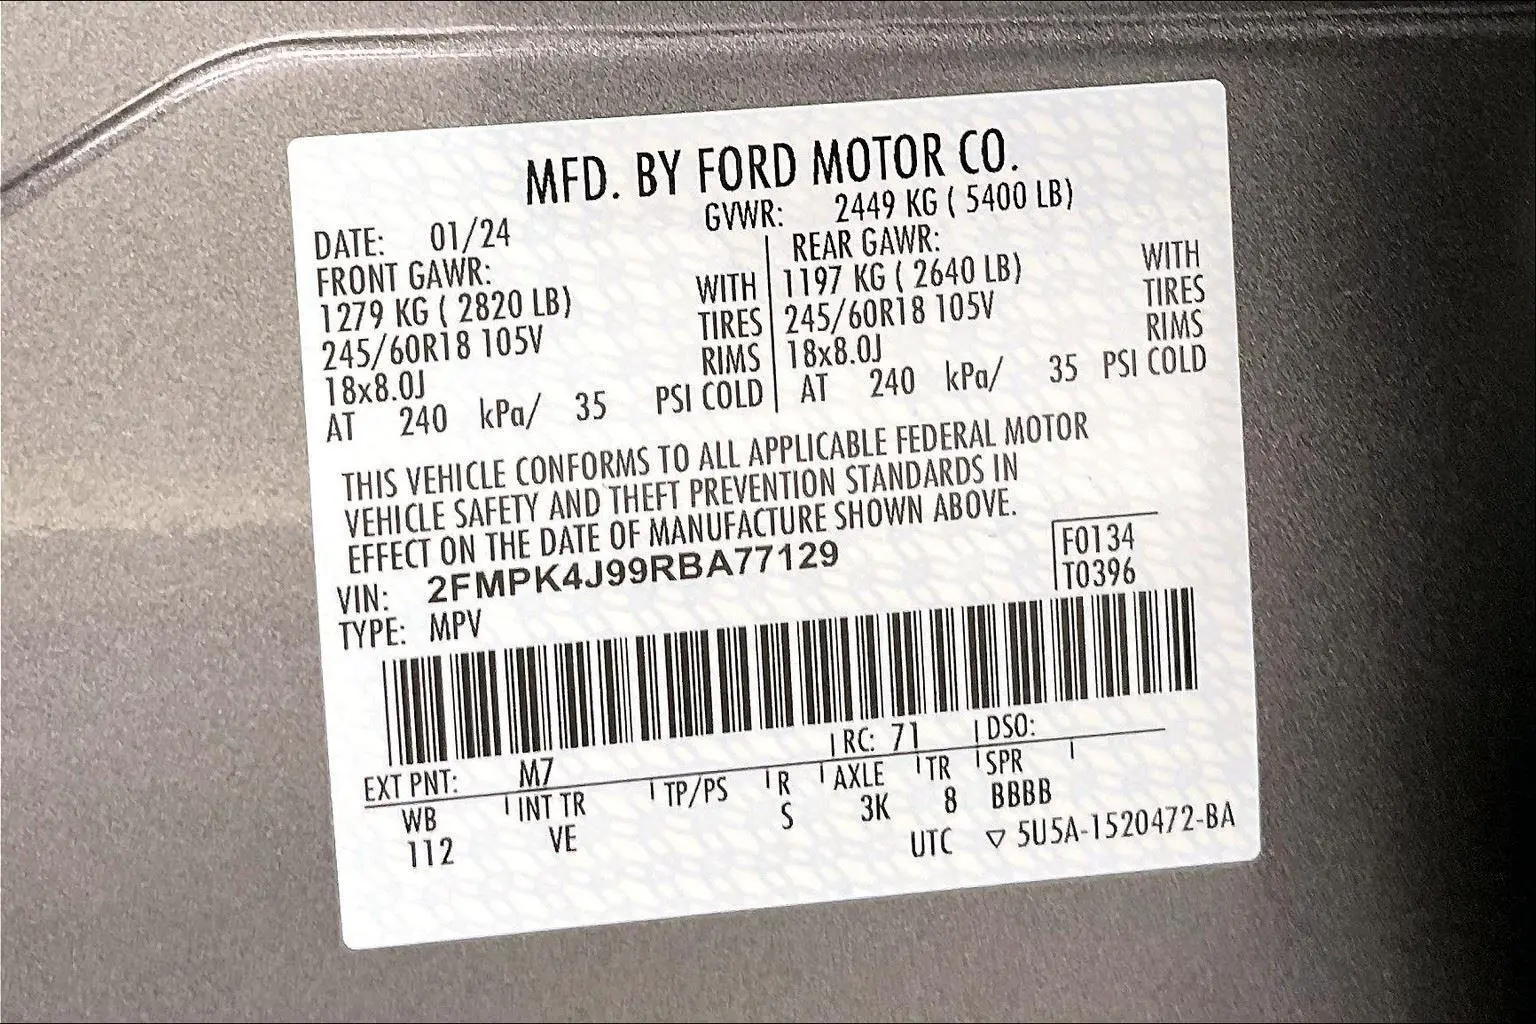 MFD. BY FORD MOTOR CO.
DATE: 01/24 GVWR: 2449 KG ( 5400 LB)
FRONT GAWR: REAR GAWR:
1279 KG ( 2820 LB) WITH 1197 KG ( 2640 LB) WITH
245/60R18 105V TIRES 245/60R18 105V TIRES
18x8.0J RIMS 18x8.0J RIMS
AT 240 kPa/ 35 PSI COLD AT 240 kPa/ 35 PSI COLD
THIS VEHICLE CONFORMS TO ALL APPLICABLE FEDERAL MOTOR
VEHICLE SAFETY AND THEFT PREVENTION STANDARDS IN
EFFECT ON THE DATE OF MANUFACTURE SHOWN ABOVE.
VIN: 2FMPK4J99RBA77129 F0134
TYPE: MPV T0396
EXT PNT: M7 RC: 71 DSO:
WB INT TR TP/PS R AXLE TR SPR
112 VE S 3K 8 BBBB
UTC ▽ 5U5A-1520472-BA